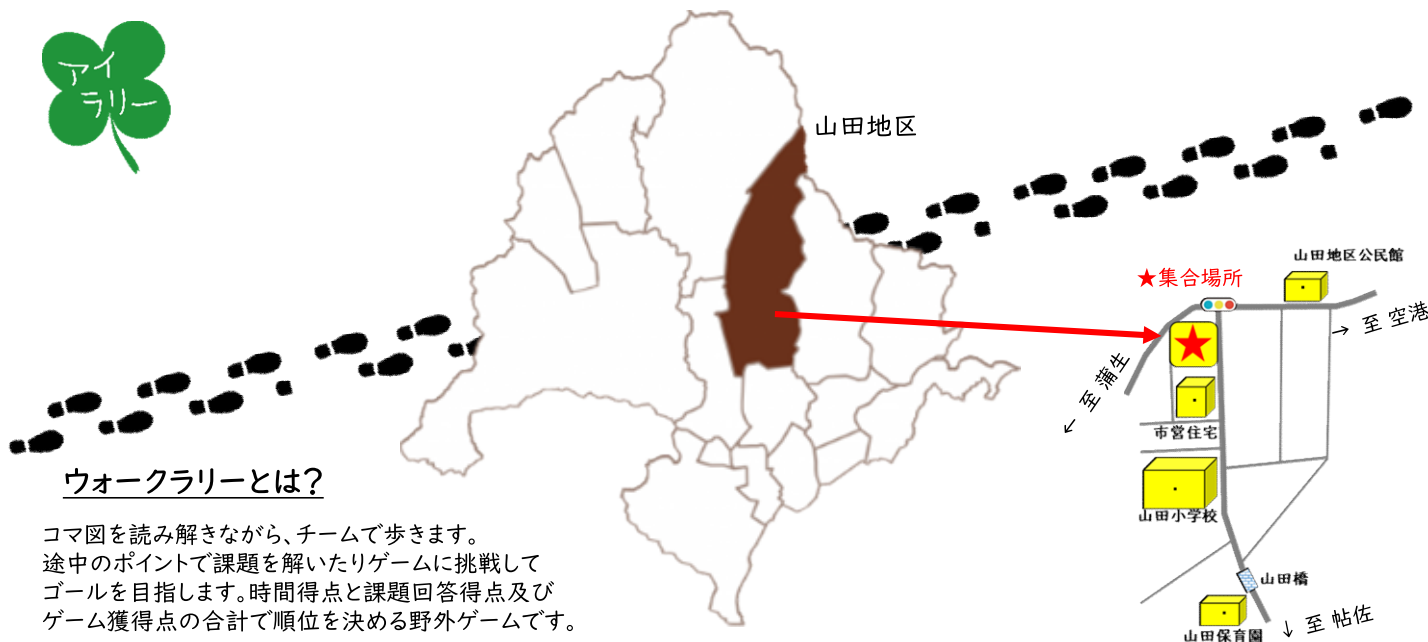 アイ
ラリー
山田地区
山田地区公民館
★集合場所
→ 至 空港
← 至 蒲生
市営住宅
山田小学校
山田橋
山田保育園
↓ 至 帖佐
ウォークラリーとは？
コマ図を読み解きながら、チームで歩きます。
途中のポイントで課題を解いたりゲームに挑戦して
ゴールを目指します。時間得点と課題回答得点及び
ゲーム獲得点の合計で順位を決める野外ゲームです。